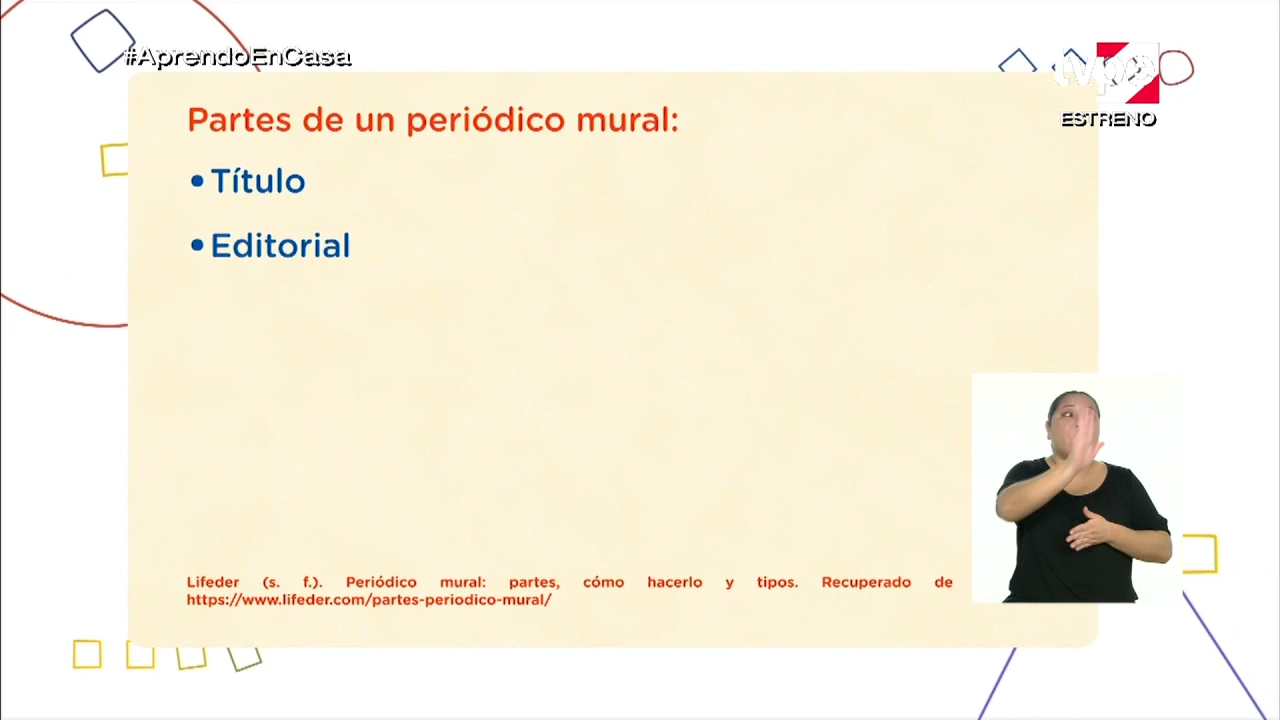 #AprendoEnCasa
tvpe
ESTRENO
Partes de un periódico mural:
• Título
• Editorial
Lifeder (s. f.). Periódico mural: partes, cómo hacerlo y tipos. Recuperado de
https://www.lifeder.com/partes-periodico-mural/